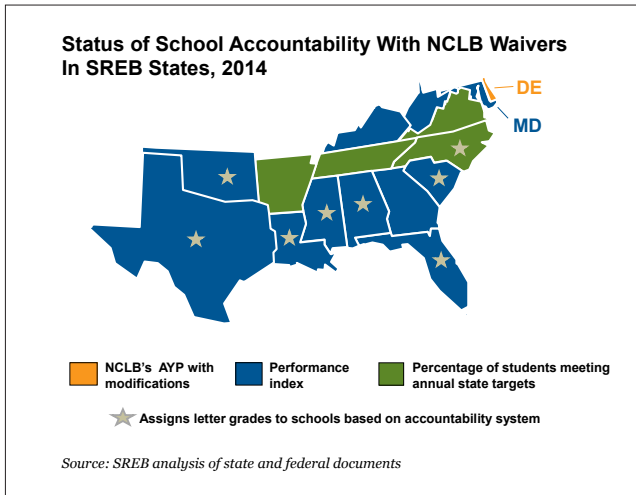 Status of School Accountability With NCLB Waivers
In SREB States, 2014
DE
MD
NCLB's AYP with
modifications
Performance
index
Percentage of students meeting
annual state targets
Assigns letter grades to schools based on accountability system
Source: SREB analysis of state and federal documents